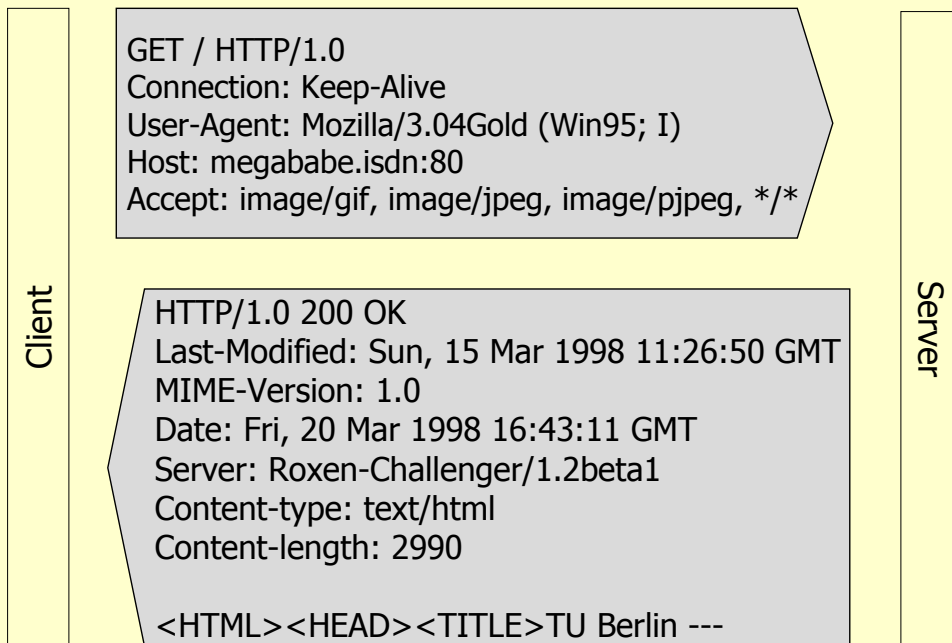 GET / HTTP/1.0
Connection: Keep-Alive
User-Agent: Mozilla/3.04Gold (Win95; I)
Host: megababe.isdn:80
Accept: image/gif, image/jpeg, image/pjpeg, */*
Client
Server
HTTP/1.0 200 OK
Last-Modified: Sun, 15 Mar 1998 11:26:50 GMT
MIME-Version: 1.0
Date: Fri, 20 Mar 1998 16:43:11 GMT
Server: Roxen-Challenger/1.2beta1
Content-type: text/html
Content-length: 2990
<HTML><HEAD><TITLE>TU Berlin ---